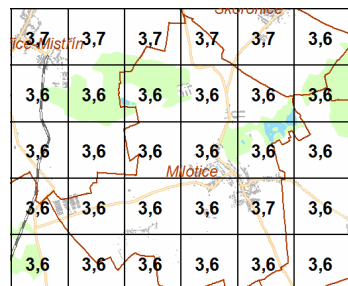 Skoronice
3,7 3,7 3,7 3,7 3,7 3,6
ice-Mistřín
3,6 3,6 3,6 3,6 3,6 3,6
3,6 3,6 3,6 3,6 3,6 3,6
Milotice
3,6 3,6 3,6 3,6 3,7 3,6
3,6 3,6 3,6 3,6 3,6 3,6